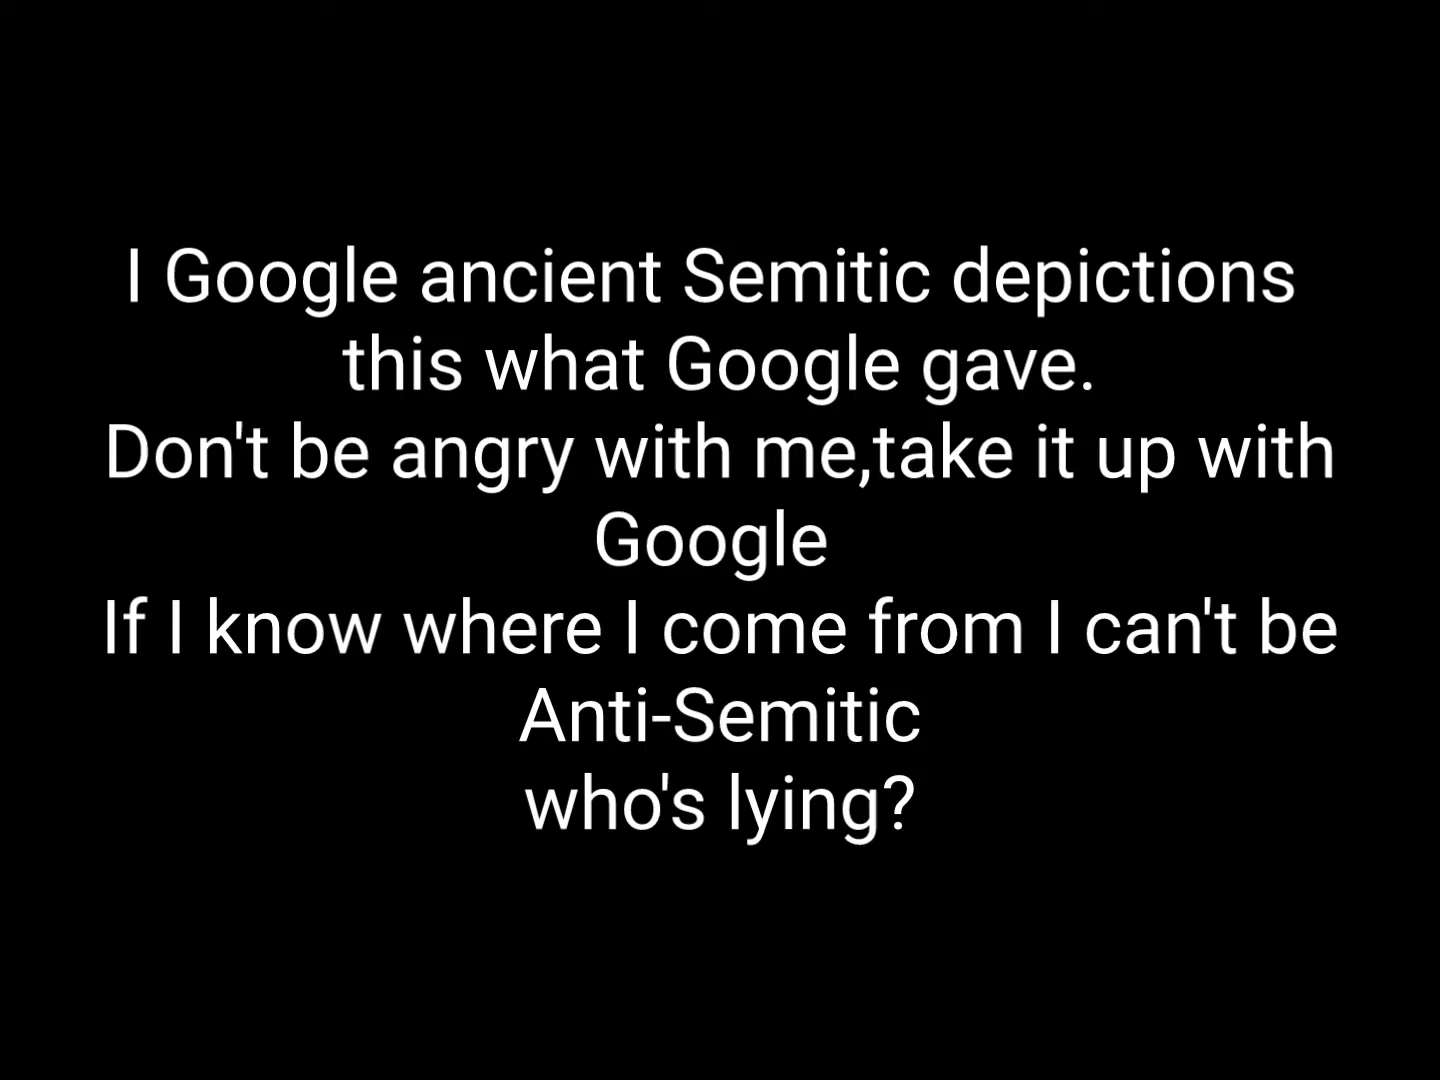 I Google ancient Semitic depictions
this what Google gave.
Don't be angry with me,take it up with
Google
If I know where I come from I can't be
Anti-Semitic
who's lying?